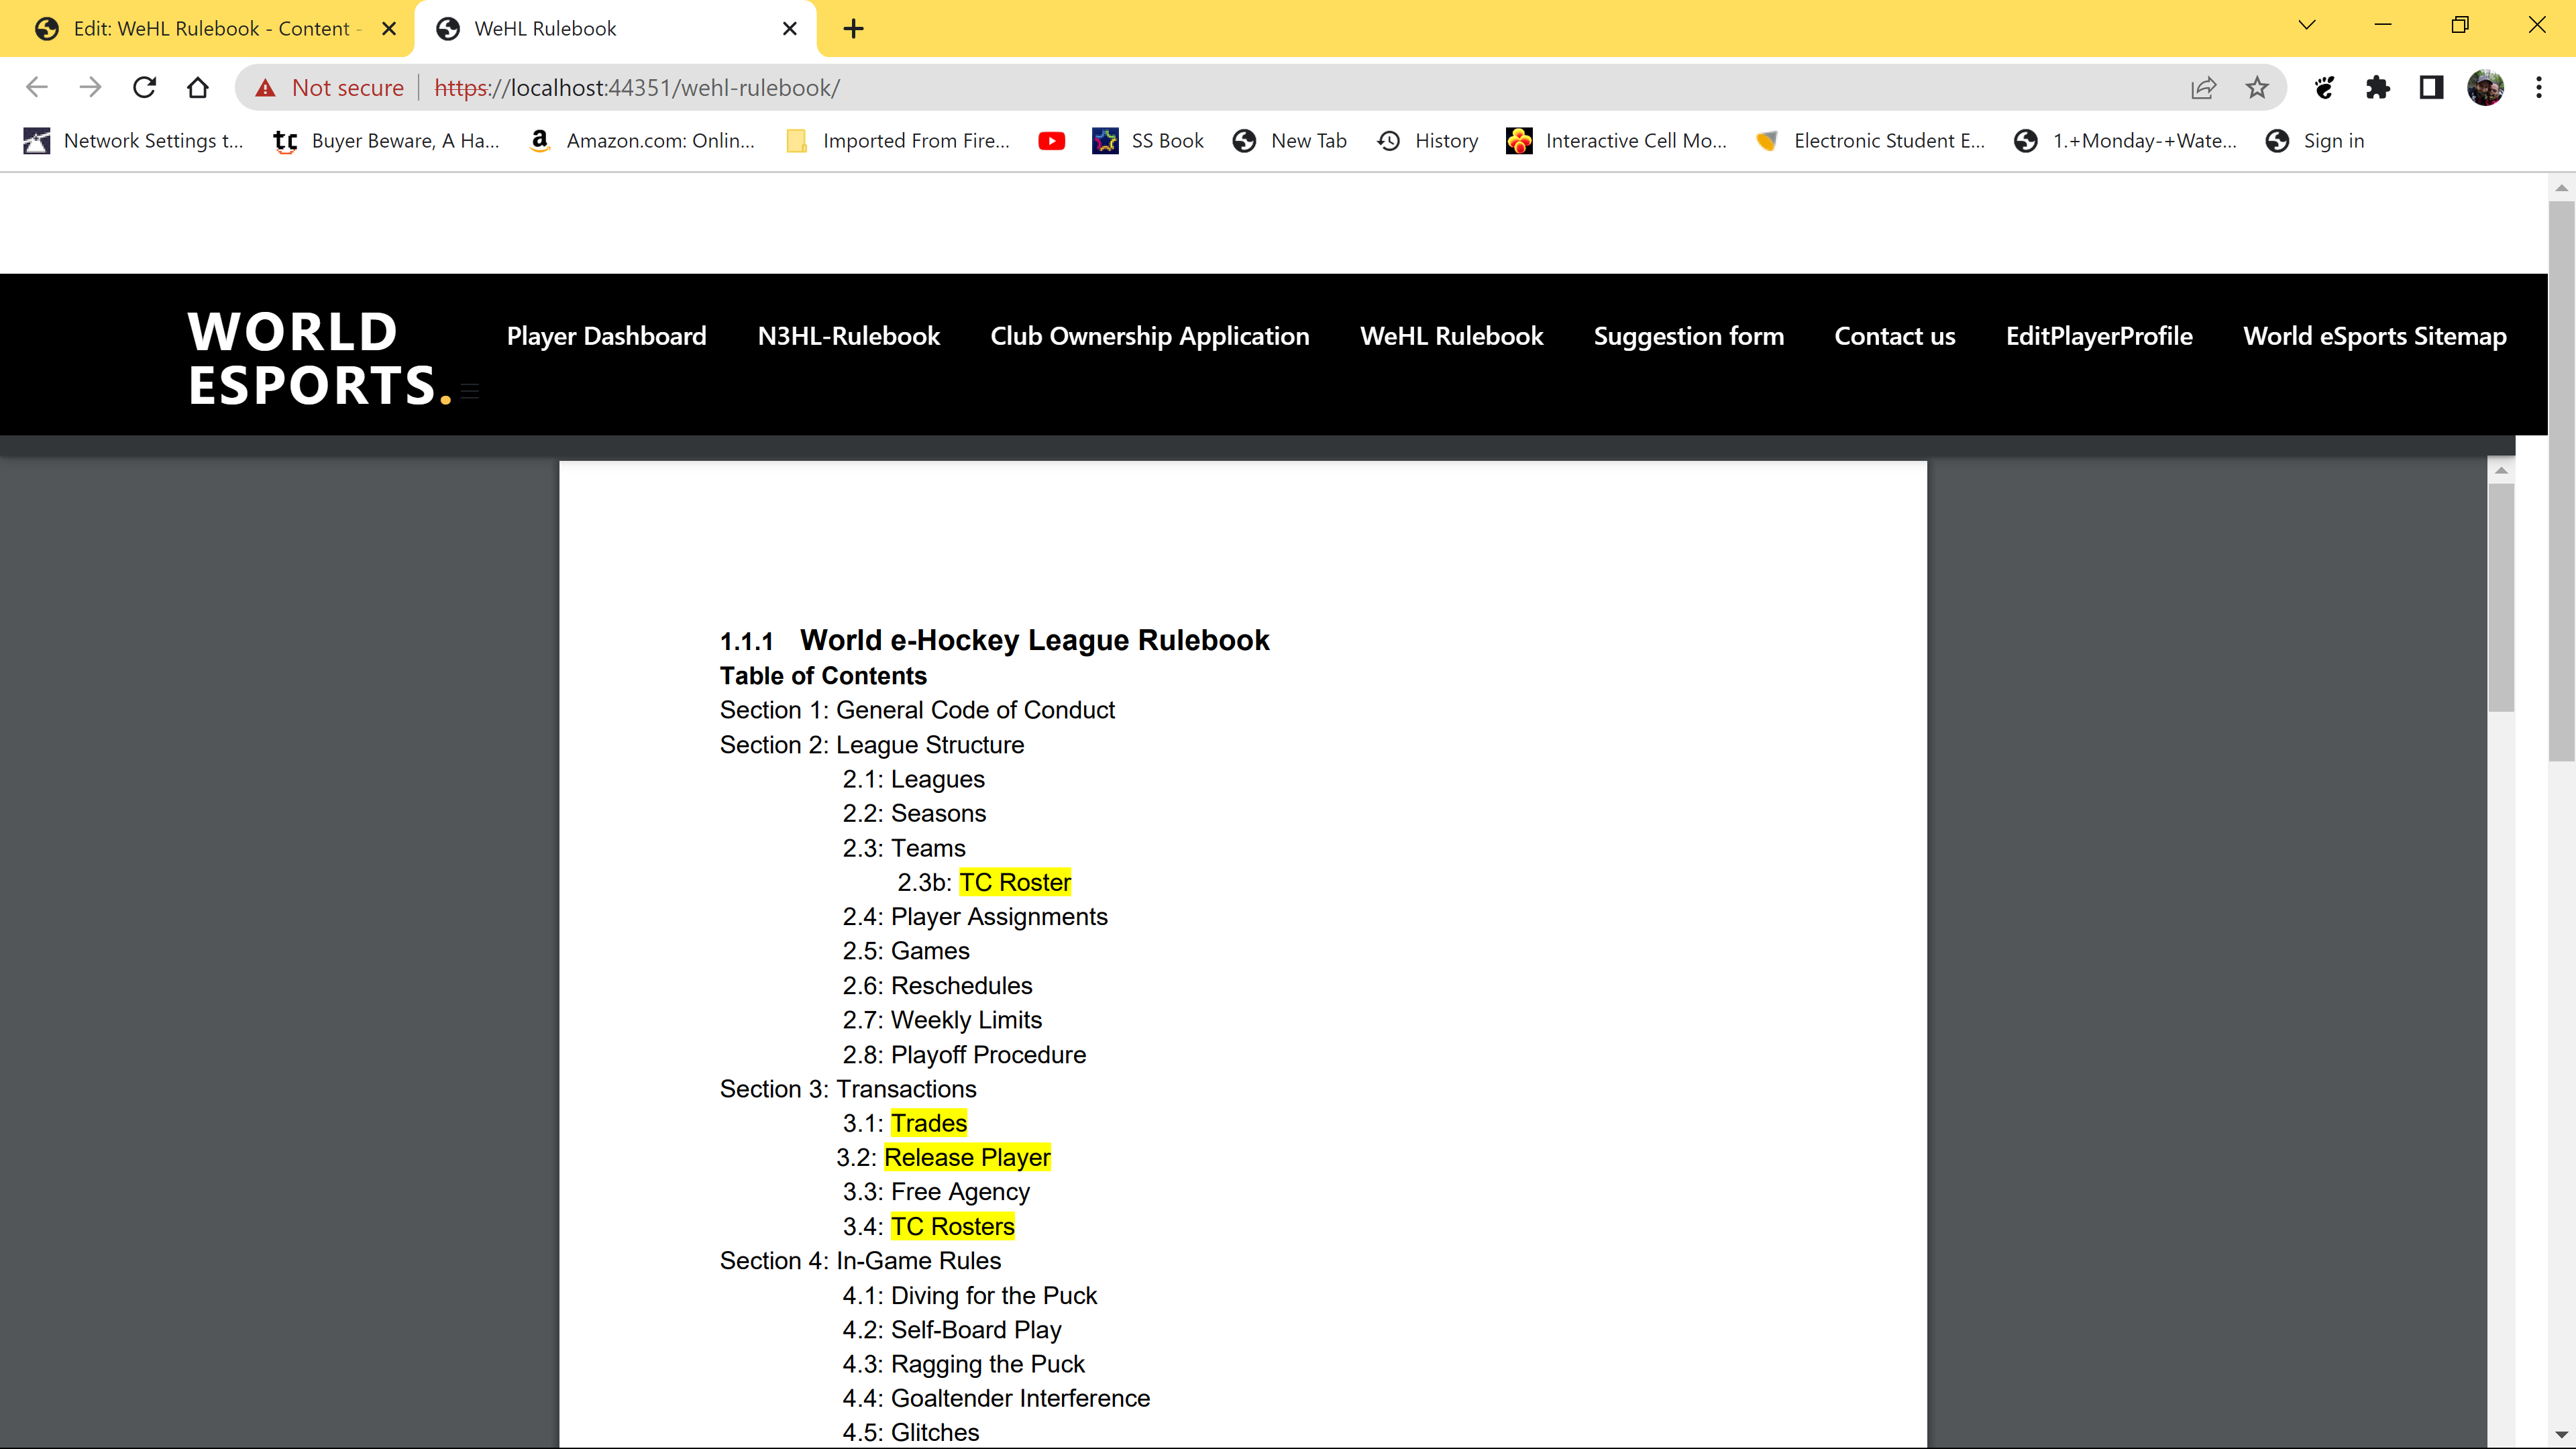 Edit: WeHL Rulebook - Content -
WeHL Rulebook
Not secure https://localhost:44351/wehl-rulebook/
Network Settings t... tc Buyer Beware, A Ha... a Amazon.com: Onlin... Imported From Fire... SS Book New Tab History Interactive Cell Mo... Electronic Student E... 1.+Monday-+Wate... Sign in
WORLD
ESPORTS.
Player Dashboard N3HL-Rulebook Club Ownership Application WeHL Rulebook Suggestion form Contact us EditPlayerProfile World eSports Sitemap
1.1.1 World e-Hockey League Rulebook
Table of Contents
Section 1: General Code of Conduct
Section 2: League Structure
2.1: Leagues
2.2: Seasons
2.3: Teams
2.3b: TC Roster
2.4: Player Assignments
2.5: Games
2.6: Reschedules
2.7: Weekly Limits
2.8: Playoff Procedure
Section 3: Transactions
3.1: Trades
3.2: Release Player
3.3: Free Agency
3.4: TC Rosters
Section 4: In-Game Rules
4.1: Diving for the Puck
4.2: Self-Board Play
4.3: Ragging the Puck
4.4: Goaltender Interference
4.5: Glitches